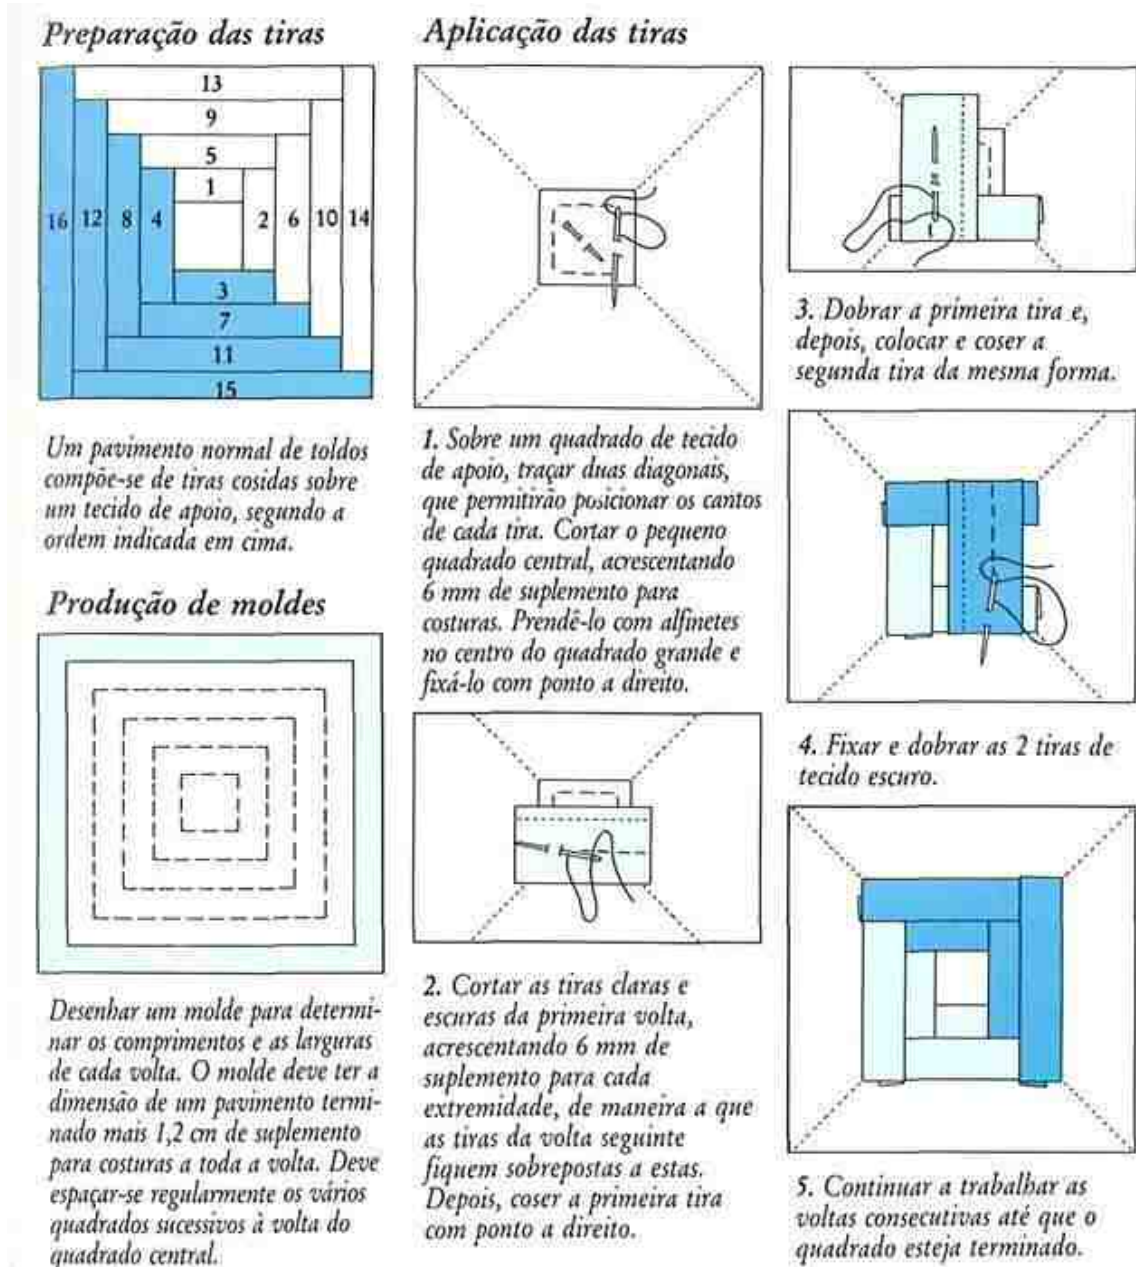 Preparação das tiras
13
9
5
1
16
12
8
4
2
6
10
14
3
7
11
15
Um pavimento normal de toldos
compõe-se de tiras cosidas sobre
um tecido de apoio, segundo a
ordem indicada em cima.
Produção de moldes
Desenhar um molde para determi-
nar os comprimentos e as larguras
de cada volta. O molde deve ter a
dimensão de um pavimento termi-
nado mais 1,2 cm de suplemento
para costuras a toda a volta. Deve
espaçar-se regularmente os vários
quadrados sucessivos à volta do
quadrado central.
Aplicação das tiras
1. Sobre um quadrado de tecido
de apoio, traçar duas diagonais,
que permitirão posicionar os cantos
de cada tira. Cortar o pequeno
quadrado central, acrescentando
6 mm de suplemento para
costuras. Prendê-lo com alfinetes
no centro do quadrado grande e
fixá-lo com ponto a direito.
2. Cortar as tiras claras e
escuras da primeira volta,
acrescentando 6 mm de
suplemento para cada
extremidade, de maneira a que
as tiras da volta seguinte
fiquem sobrepostas a estas.
Depois, coser a primeira tira
com ponto a direito.
3. Dobrar a primeira tira e,
depois, colocar e coser a
segunda tira da mesma forma.
4. Fixar e dobrar as 2 tiras de
tecido escuro.
5. Continuar a trabalhar as
voltas consecutivas até que o
quadrado esteja terminado.